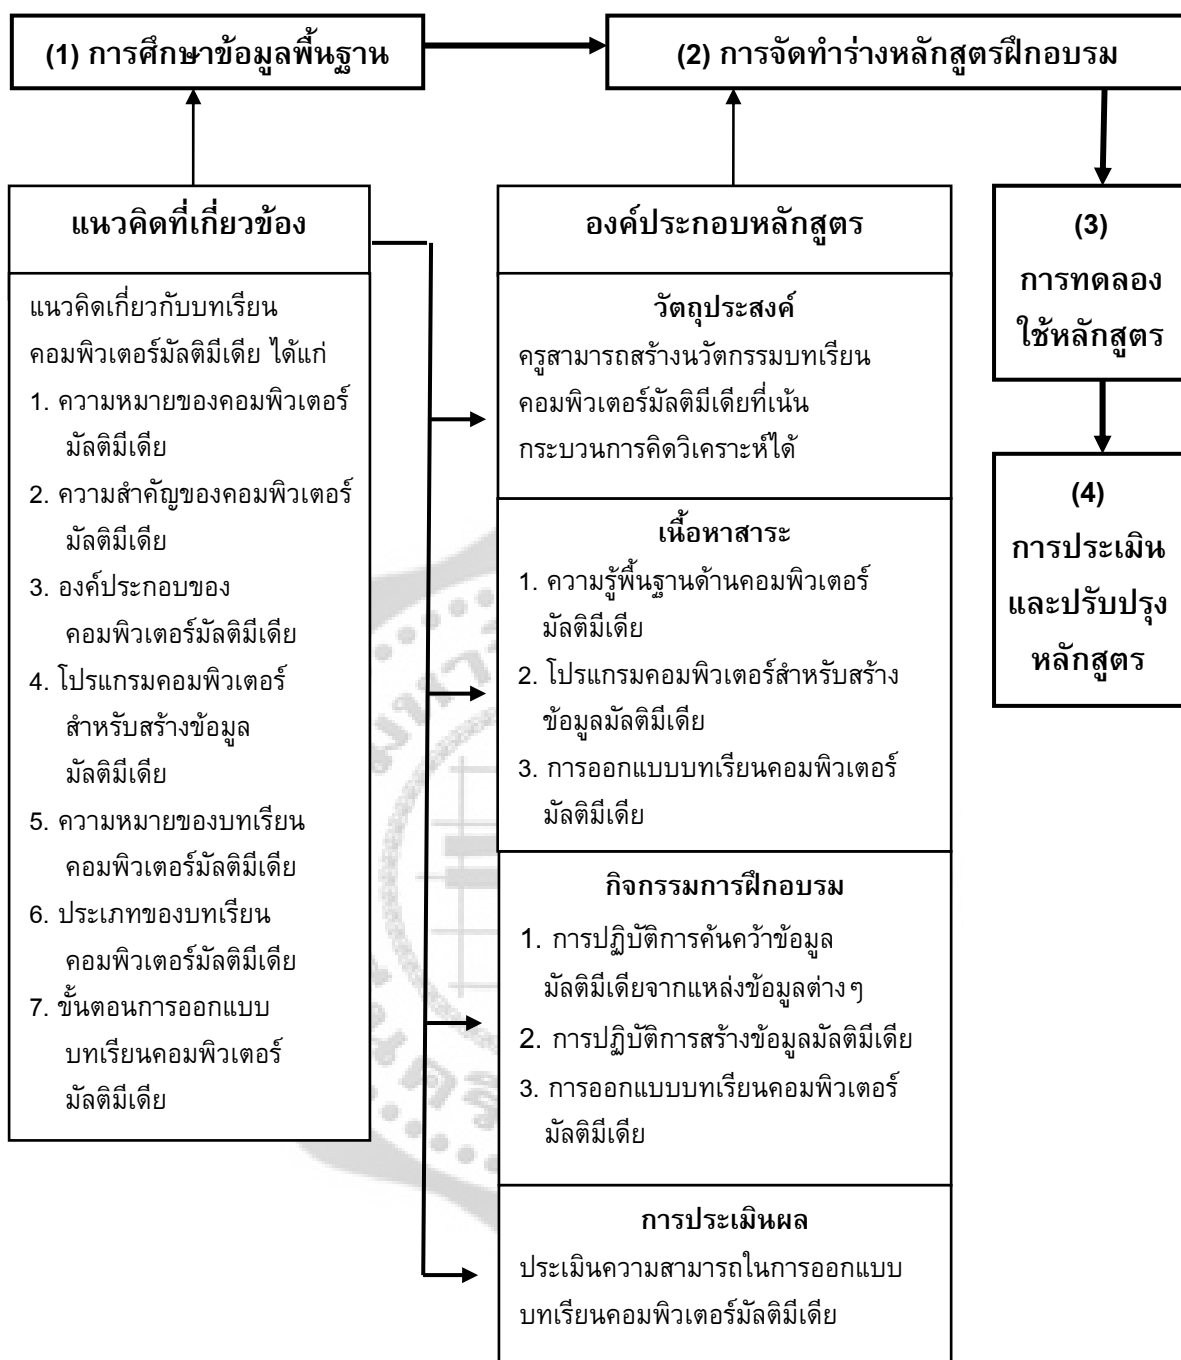 (1) การศึกษาข้อมูลพื้นฐาน
(2) การจัดทำร่างหลักสูตรฝึกอบรม
แนวคิดที่เกี่ยวข้อง
แนวคิดเกี่ยวกับบทเรียน
คอมพิวเตอร์มัลติมีเดีย ได้แก่
1. ความหมายของคอมพิวเตอร์
มัลติมีเดีย
2. ความสำคัญของคอมพิวเตอร์
มัลติมีเดีย
3. องค์ประกอบของ
คอมพิวเตอร์มัลติมีเดีย
4. โปรแกรมคอมพิวเตอร์
สำหรับสร้างข้อมูล
มัลติมีเดีย
5. ความหมายของบทเรียน
คอมพิวเตอร์มัลติมีเดีย
6. ประเภทของบทเรียน
คอมพิวเตอร์มัลติมีเดีย
7. ขั้นตอนการออกแบบ
บทเรียนคอมพิวเตอร์
มัลติมีเดีย
องค์ประกอบหลักสูตร
วัตถุประสงค์
ครูสามารถสร้างนวัตกรรมบทเรียน
คอมพิวเตอร์มัลติมีเดียที่เน้น
กระบวนการคิดวิเคราะห์ได้
เนื้อหาสาระ
1. ความรู้พื้นฐานด้านคอมพิวเตอร์
มัลติมีเดีย
2. โปรแกรมคอมพิวเตอร์สำหรับสร้าง
ข้อมูลมัลติมีเดีย
3. การออกแบบบทเรียนคอมพิวเตอร์
มัลติมีเดีย
กิจกรรมการฝึกอบรม
1. การปฏิบัติการค้นคว้าข้อมูล
มัลติมีเดียจากแหล่งข้อมูลต่างๆ
2. การปฏิบัติการสร้างข้อมูลมัลติมีเดีย
3. การออกแบบบทเรียนคอมพิวเตอร์
มัลติมีเดีย
การประเมินผล
ประเมินความสามารถในการออกแบบ
บทเรียนคอมพิวเตอร์มัลติมีเดีย
(3)
การทดลอง
ใช้หลักสูตร
(4)
การประเมิน
และปรับปรุง
หลักสูตร